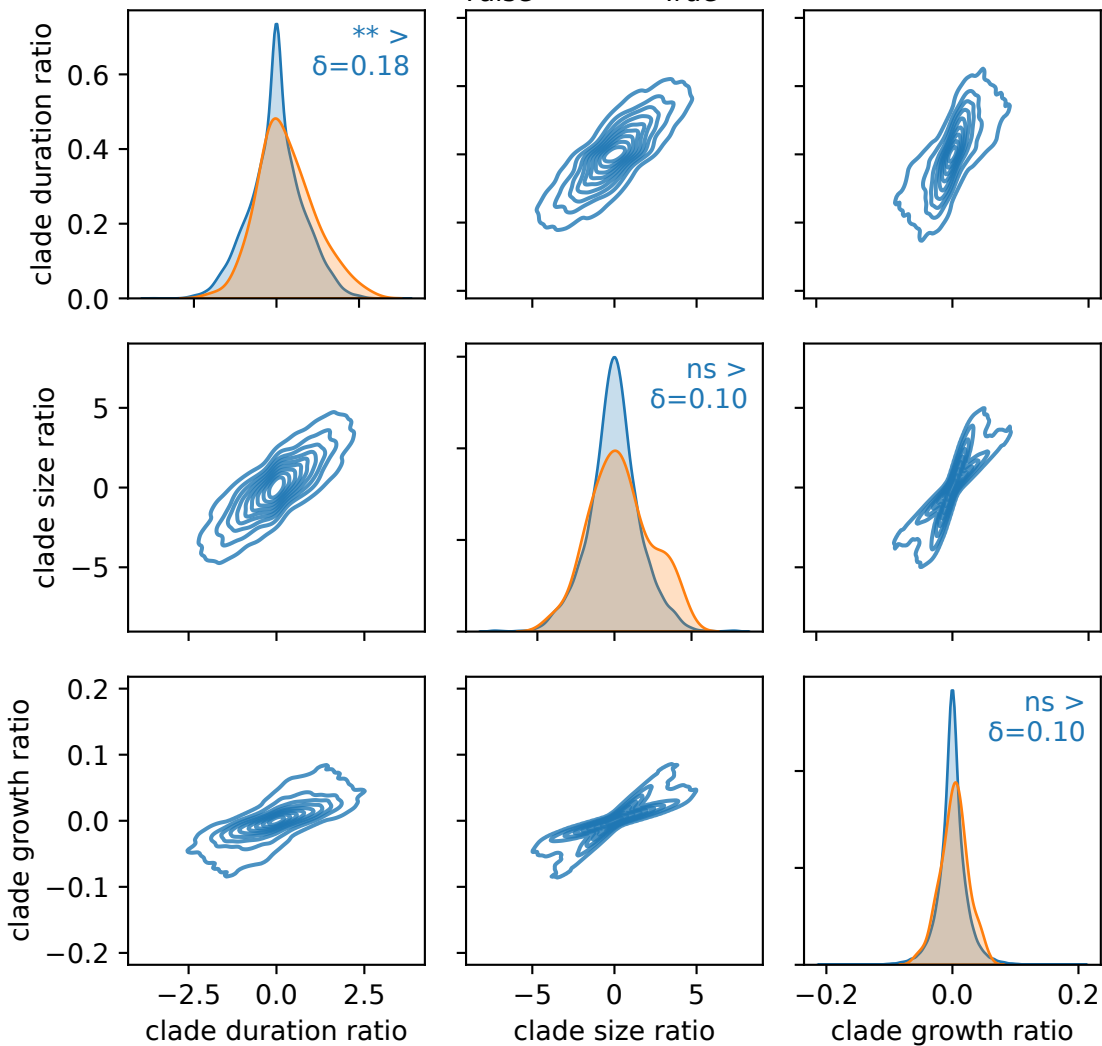 clade duration ratio
0.6
0.4
0.2
0.0
** >
δ=0.18
clade size ratio
5
0
−5
ns >
δ=0.10
clade growth ratio
0.2
0.1
0.0
−0.1
−0.2
ns >
δ=0.10
−2.5 0.0 2.5
−5 0 5
−0.2 0.0 0.2
clade duration ratio
clade size ratio
clade growth ratio